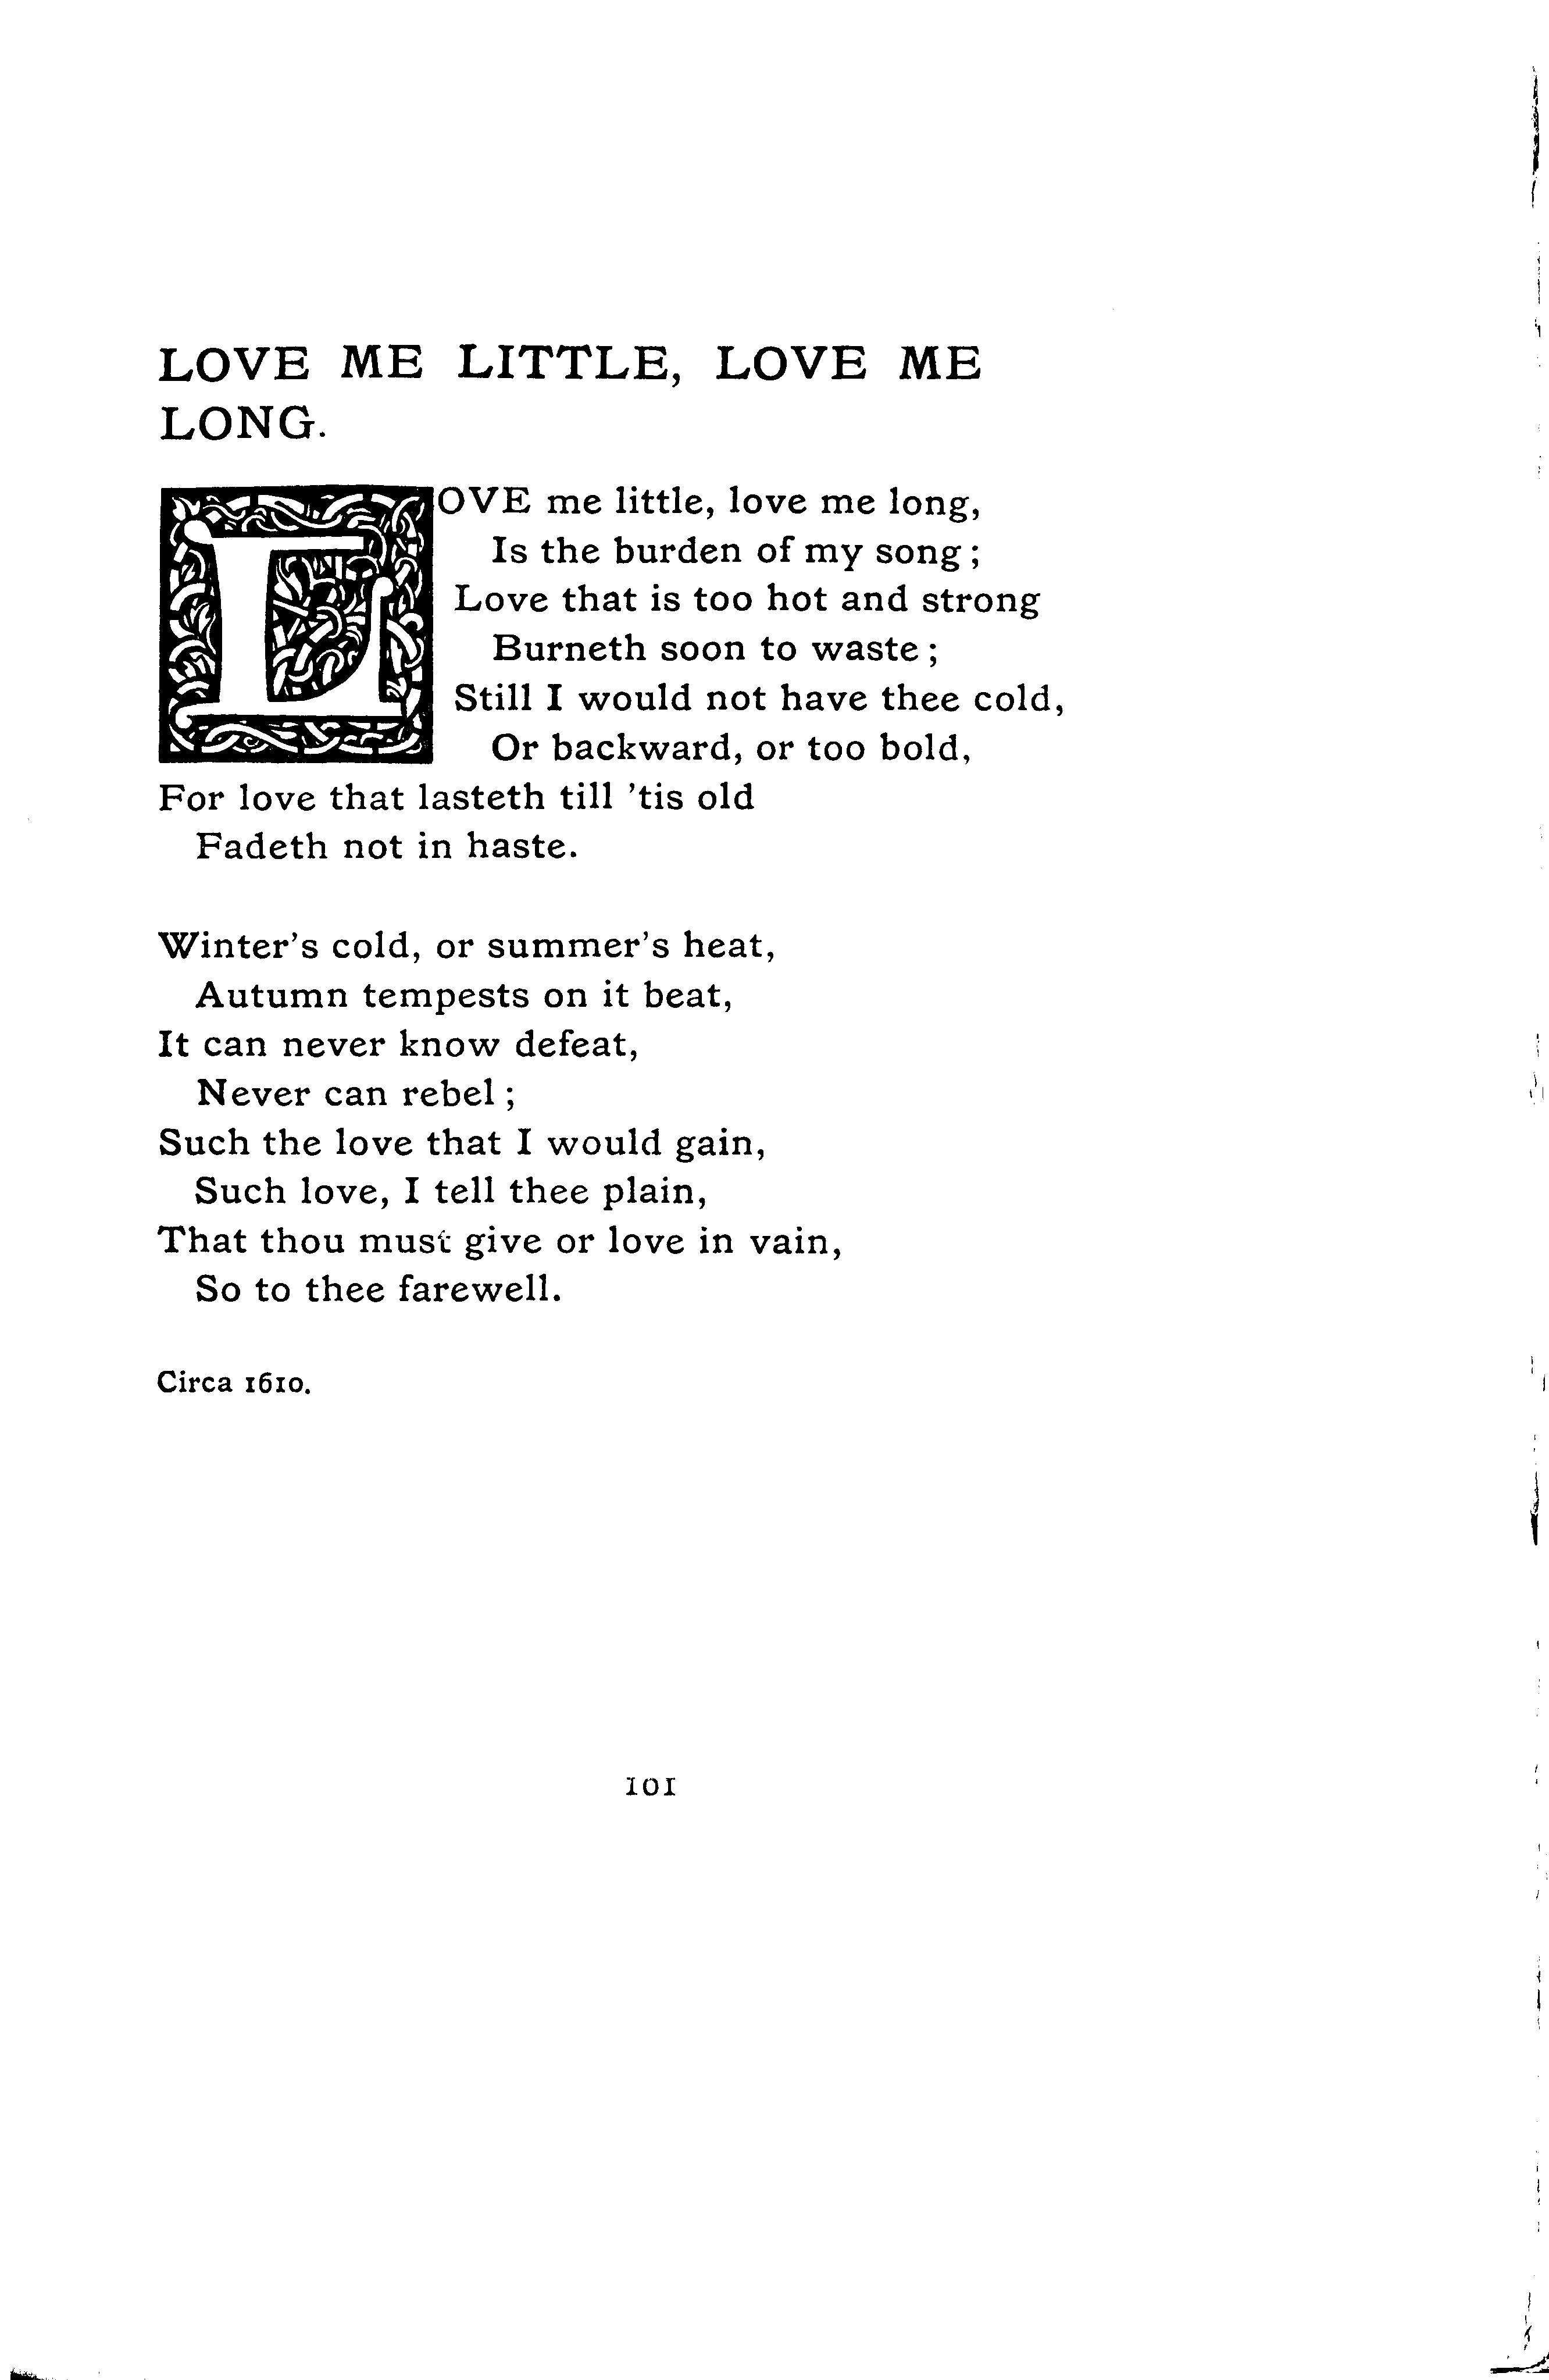 LOVE ME LITTLE, LOVE ME
LONG.
LOVE me little, love me long,
Is the burden of my song;
Love that is too hot and strong
Burneth soon to waste;
Still I would not have thee cold,
Or backward, or too bold,
For love that lasteth till 'tis old
Fadeth not in haste.
Winter's cold, or summer's heat,
Autumn tempests on it beat,
It can never know defeat,
Never can rebel;
Such the love that I would gain,
Such love, I tell thee plain,
That thou must give or love in vain,
So to thee farewell.
Circa 1610.
101